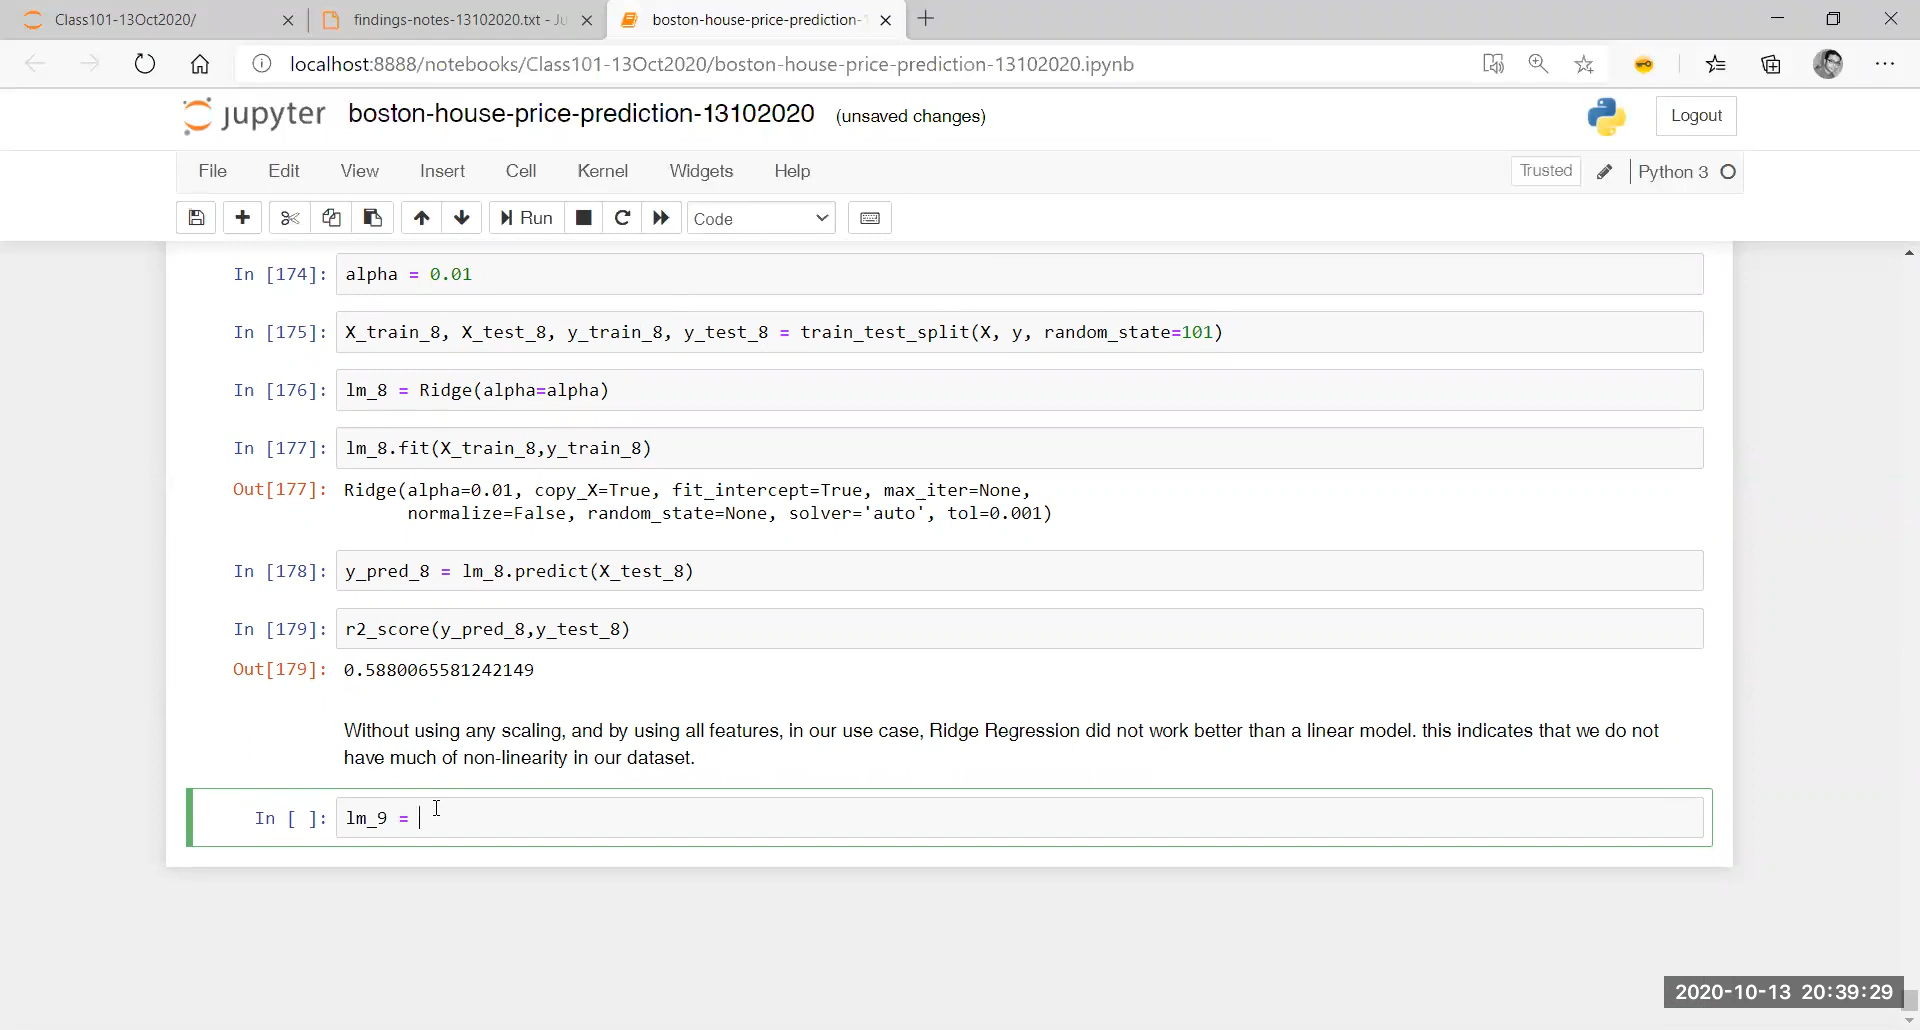 Class101-13Oct2020/
findings-notes-13102020.txt - Ju
boston-house-price-prediction-
localhost:8888/notebooks/Class101-13Oct2020/boston-house-price-prediction-13102020.ipynb
jupyter boston-house-price-prediction-13102020 (unsaved changes)
Logout
File Edit View Insert Cell Kernel Widgets Help
Trusted
Python 3
Run
Code
In [174]: alpha = 0.01
In [175]: X_train_8, X_test_8, y_train_8, y_test_8 = train_test_split(X, y, random_state=101)
In [176]: lm_8 = Ridge(alpha=alpha)
In [177]: lm_8.fit(X_train_8,y_train_8)
Out[177]: Ridge(alpha=0.01, copy_X=True, fit_intercept=True, max_iter=None,
normalize=False, random_state=None, solver='auto', tol=0.001)
In [178]: y_pred_8 = lm_8.predict(X_test_8)
In [179]: r2_score(y_pred_8,y_test_8)
Out[179]: 0.5880065581242149
Without using any scaling, and by using all features, in our use case, Ridge Regression did not work better than a linear model. this indicates that we do not
have much of non-linearity in our dataset.
In [ ]: lm_9 =
2020-10-13 20:39:29